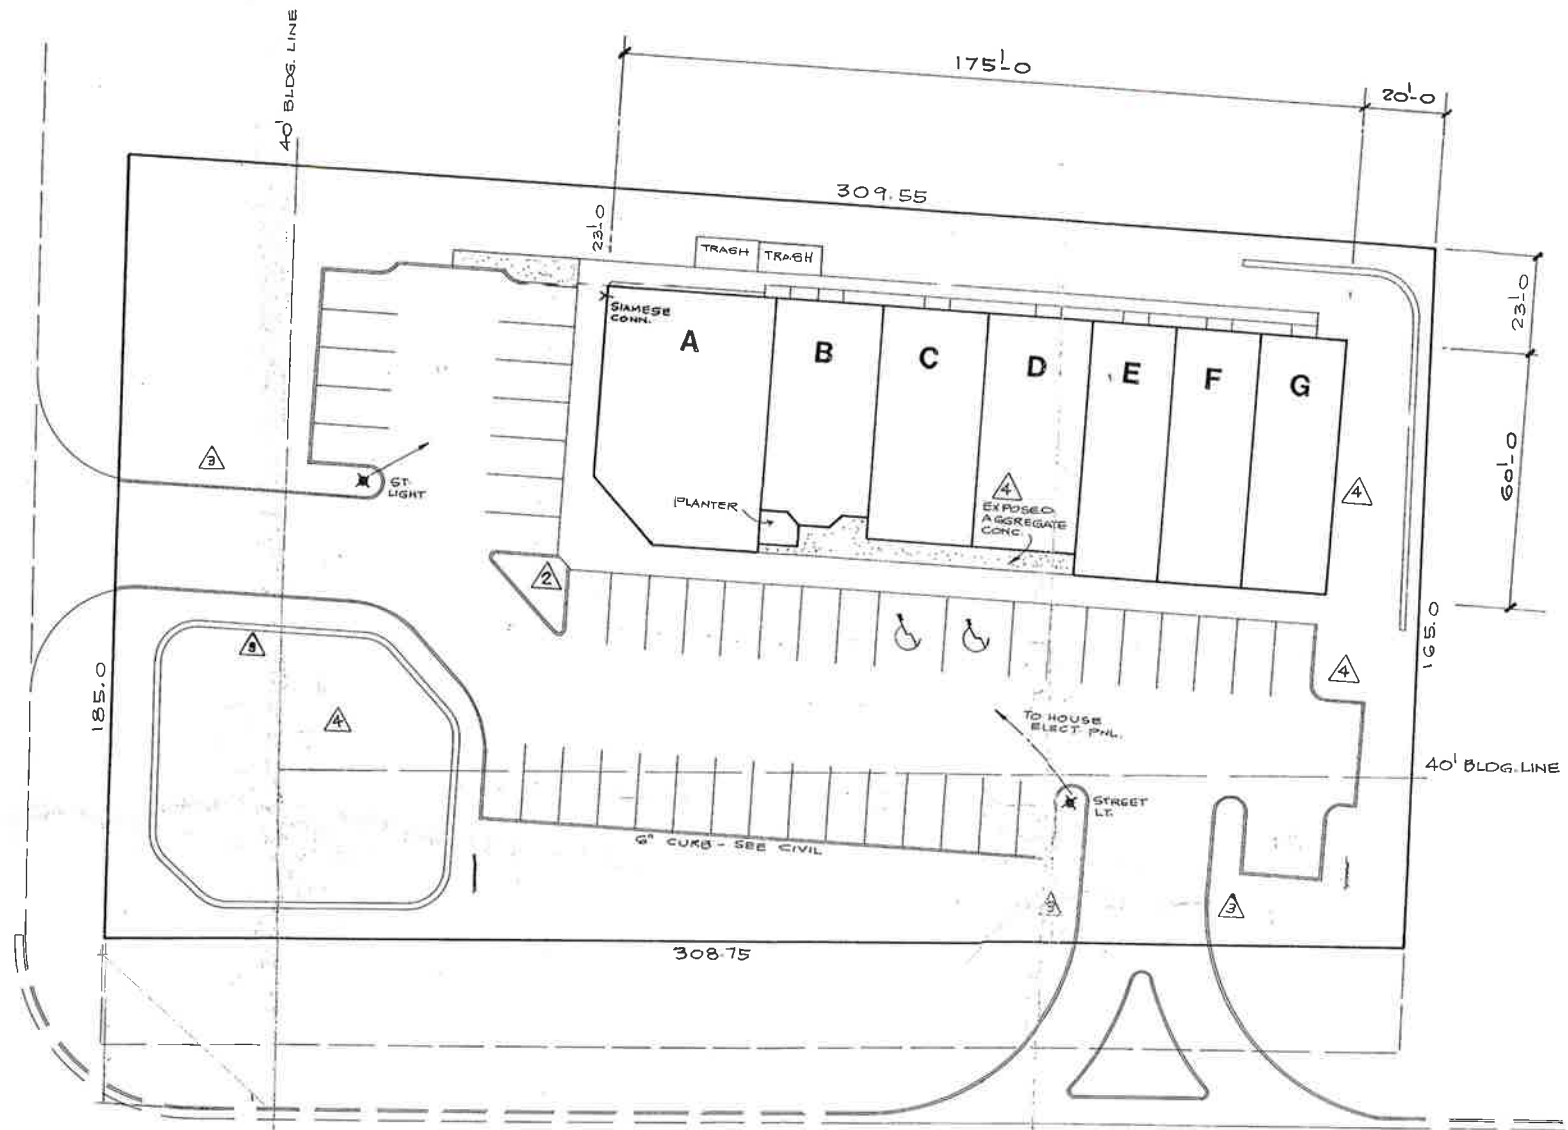 40' BLDG. LINE
175'-0
20'-0
309.55
23'-0
TRASH
TRASH
SIAMESE
CONN.
A
B
C
D
E
F
G
23'-0
60'-0
3
ST.
LIGHT
PLANTER
4
EXPOSED
AGGREGATE
CONC.
4
2
165.0
3
4
4
185.0
TO HOUSE
ELECT. PNL.
40' BLDG. LINE
STREET
LT.
6" CURB - SEE CIVIL
3
3
308.75